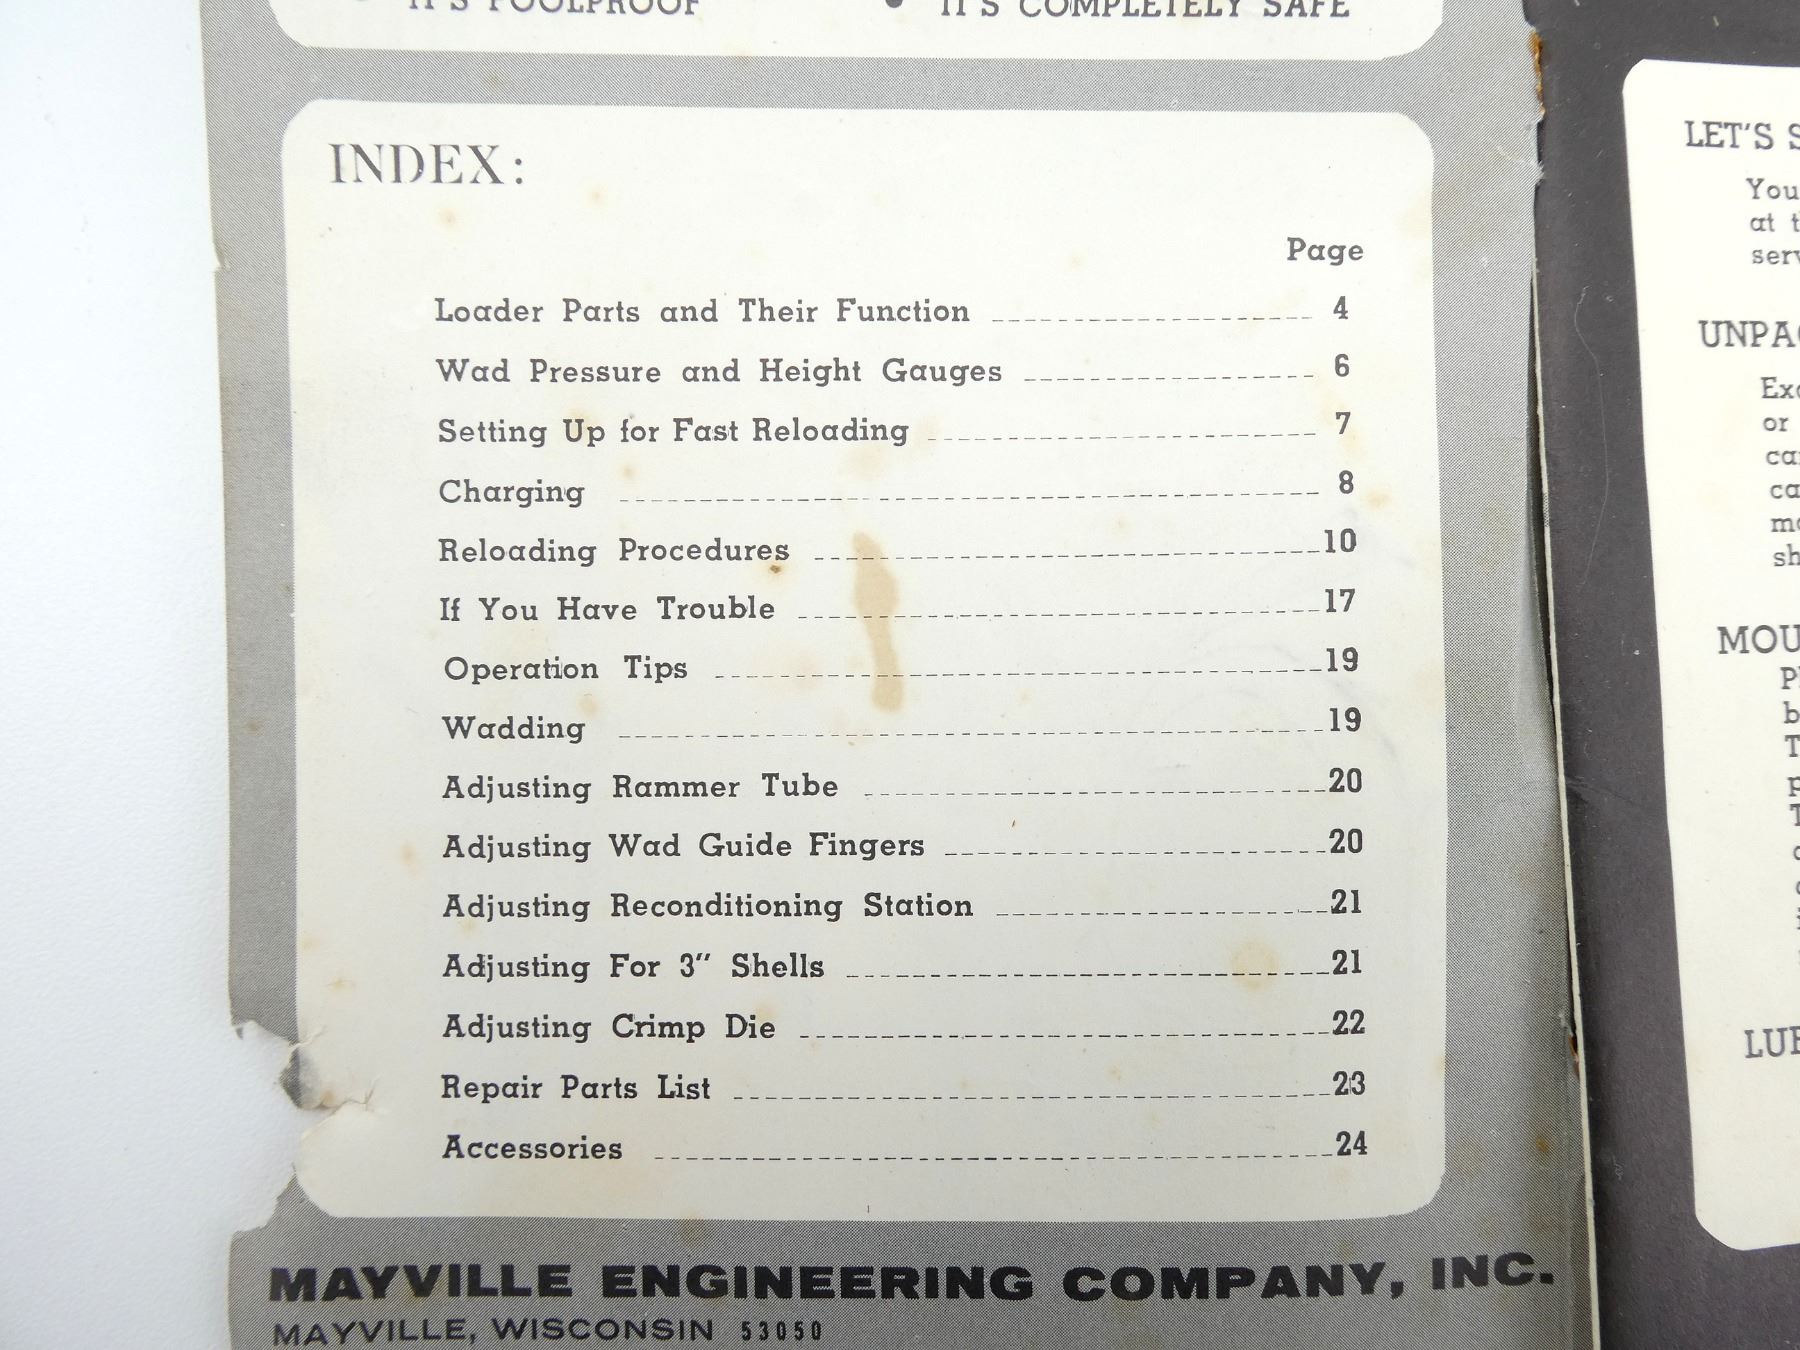 IT'S FOOLPROOF
• IT'S COMPLETELY SAFE
INDEX:
Page
Loader Parts and Their Function 4
Wad Pressure and Height Gauges 6
Setting Up for Fast Reloading 7
Charging 8
Reloading Procedures 10
If You Have Trouble 17
Operation Tips 19
Wadding 19
Adjusting Rammer Tube 20
Adjusting Wad Guide Fingers 20
Adjusting Reconditioning Station 21
Adjusting For 3" Shells 21
Adjusting Crimp Die 22
Repair Parts List 23
Accessories 24
MAYVILLE ENGINEERING COMPANY, INC.
MAYVILLE, WISCONSIN 53050
LET'S
You
at
or